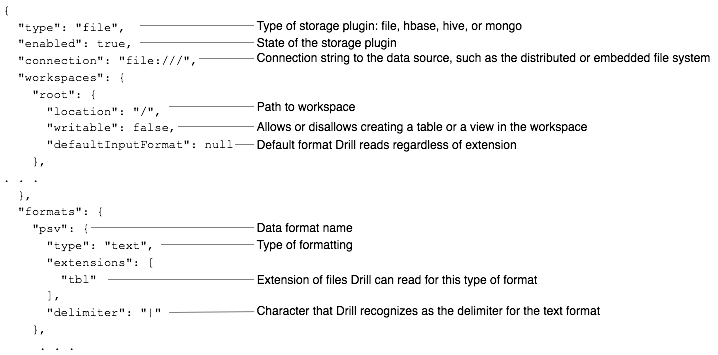 {
"type": "file", Type of storage plugin: file, hbase, hive, or mongo
"enabled": true, State of the storage plugin
"connection": "file:///", Connection string to the data source, such as the distributed or embedded file system
"workspaces": {
"root": {
"location": "/", Path to workspace
"writable": false, Allows or disallows creating a table or a view in the workspace
"defaultInputFormat": null Default format Drill reads regardless of extension
},
. . .
},
"formats": {
"psv": { Data format name
"type": "text", Type of formatting
"extensions": [
"tbl" Extension of files Drill can read for this type of format
],
"delimiter": "|" Character that Drill recognizes as the delimiter for the text format
},
. . .